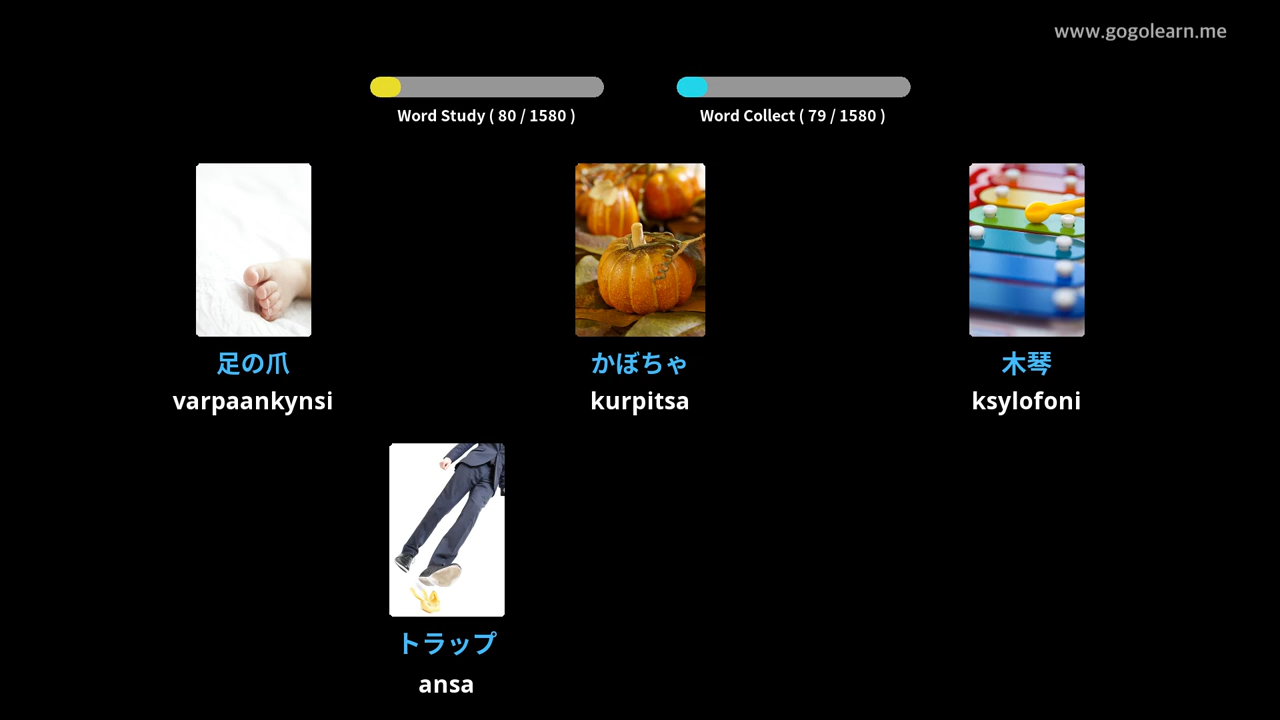 www.gogolearn.me
Word Study ( 80 / 1580 )
Word Collect ( 79 / 1580 )
足の爪
varpaankynsi
かぼちゃ
kurpitsa
木琴
ksylofoni
トラップ
ansa